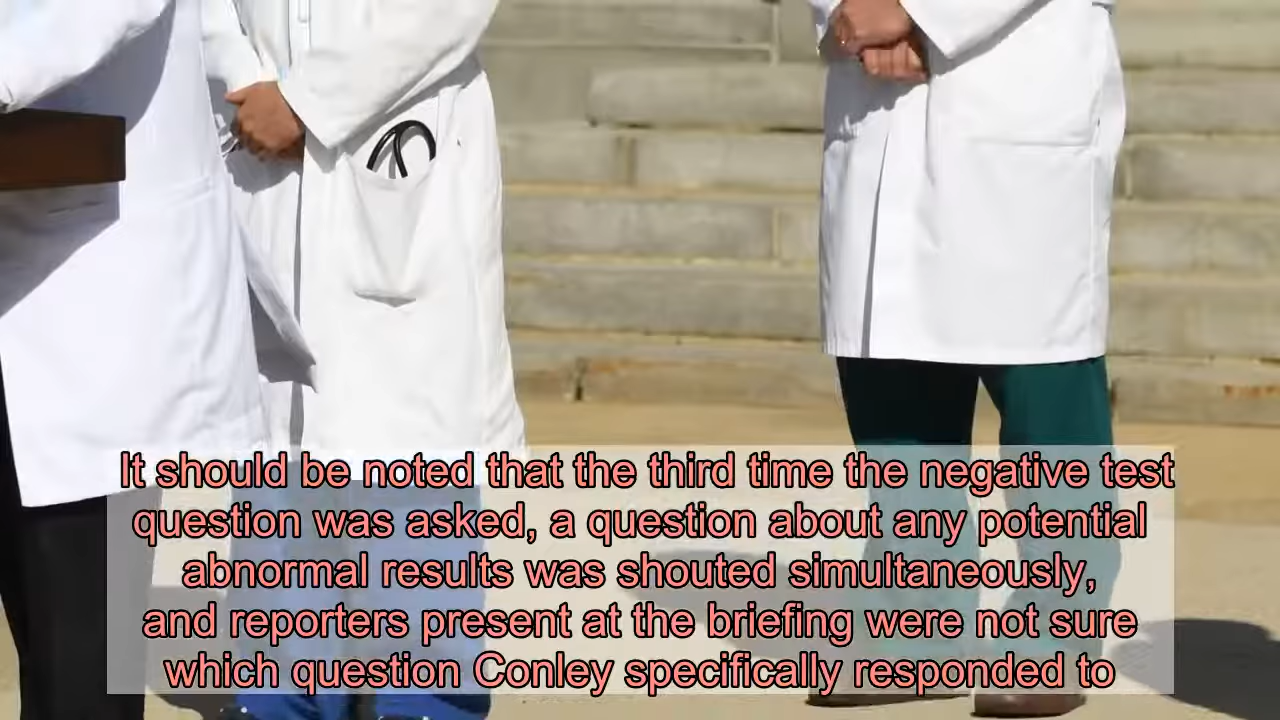 It should be noted that the third time the negative test
question was asked, a question about any potential
abnormal results was shouted simultaneously,
and reporters present at the briefing were not sure
which question Conley specifically responded to